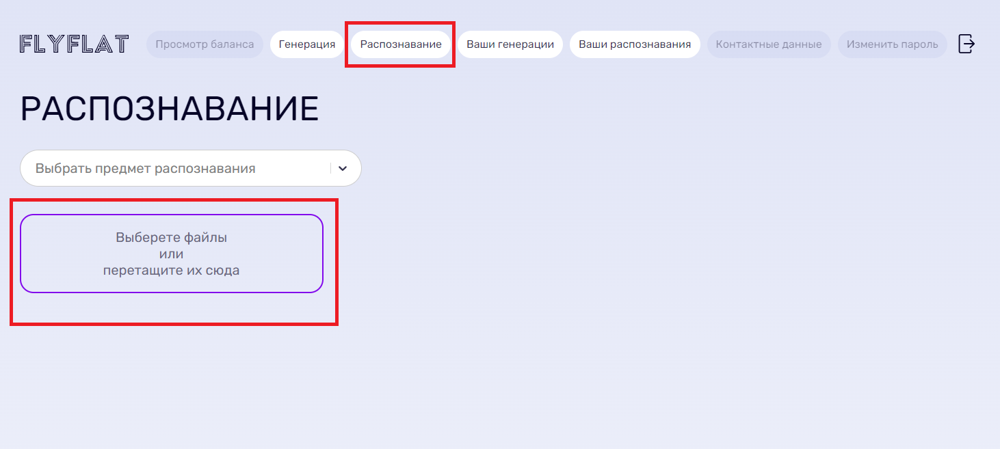 FLYFLAT
Просмотр баланса
Генерация
Распознавание
Ваши генерации
Ваши распознавания
Контактные данные
Изменить пароль
РАСПОЗНАВАНИЕ
Выбрать предмет распознавания
Выберете файлы
или
перетащите их сюда